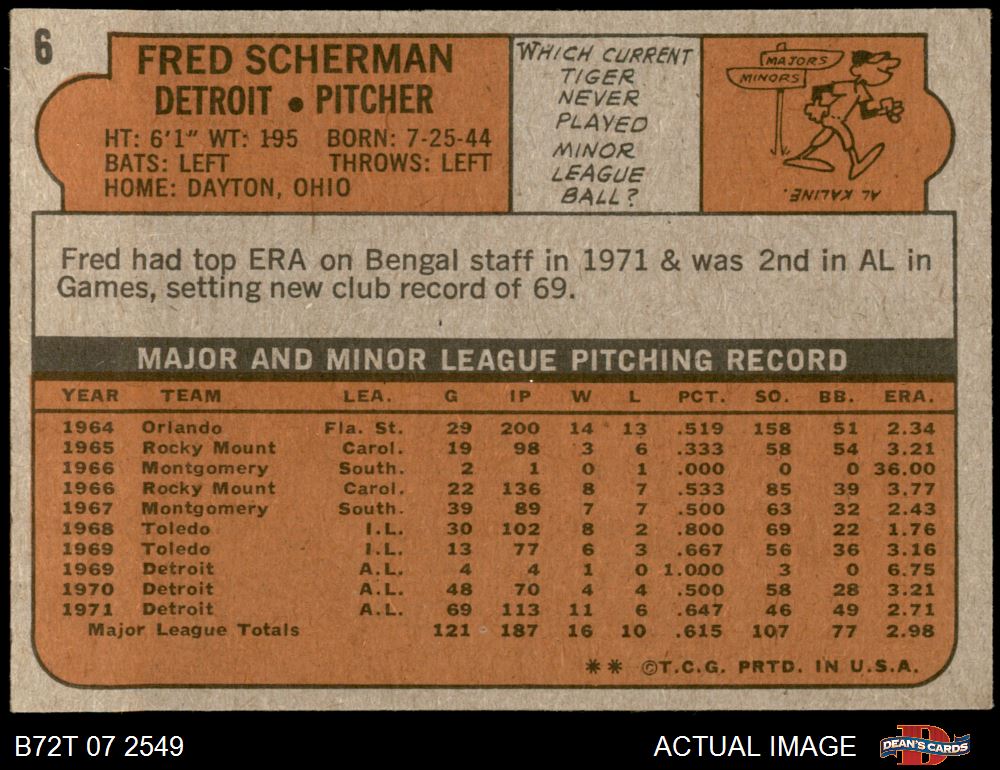 6
FRED SCHERMAN
DETROIT • PITCHER
HT: 6'1" WT: 195 BORN: 7-25-44
BATS: LEFT THROWS: LEFT
HOME: DAYTON, OHIO
WHICH CURRENT
TIGER
NEVER
PLAYED
MINOR
LEAGUE
BALL?
MAJORS
MINORS
AL KALINE.
Fred had top ERA on Bengal staff in 1971 & was 2nd in AL in
Games, setting new club record of 69.
MAJOR AND MINOR LEAGUE PITCHING RECORD
YEAR TEAM LEA. G IP W L PCT. SO. BB. ERA.
1964 Orlando Fla. St. 29 200 14 13 .519 158 51 2.34
1965 Rocky Mount Carol. 19 98 3 6 .333 58 54 3.21
1966 Montgomery South. 2 1 0 1 .000 0 0 36.00
1966 Rocky Mount Carol. 22 136 8 7 .533 85 39 3.77
1967 Montgomery South. 39 89 7 7 .500 63 32 2.43
1968 Toledo I.L. 30 102 8 2 .800 69 22 1.76
1969 Toledo I.L. 13 77 6 3 .667 56 36 3.16
1969 Detroit A.L. 4 4 1 0 1.000 3 0 6.75
1970 Detroit A.L. 48 70 4 4 .500 58 28 3.21
1971 Detroit A.L. 69 113 11 6 .647 46 49 2.71
Major League Totals 121 187 16 10 .615 107 77 2.98
** ©T.C.G. PRTD. IN U.S.A.
B72T 07 2549 ACTUAL IMAGE D DEAN'S CARDS